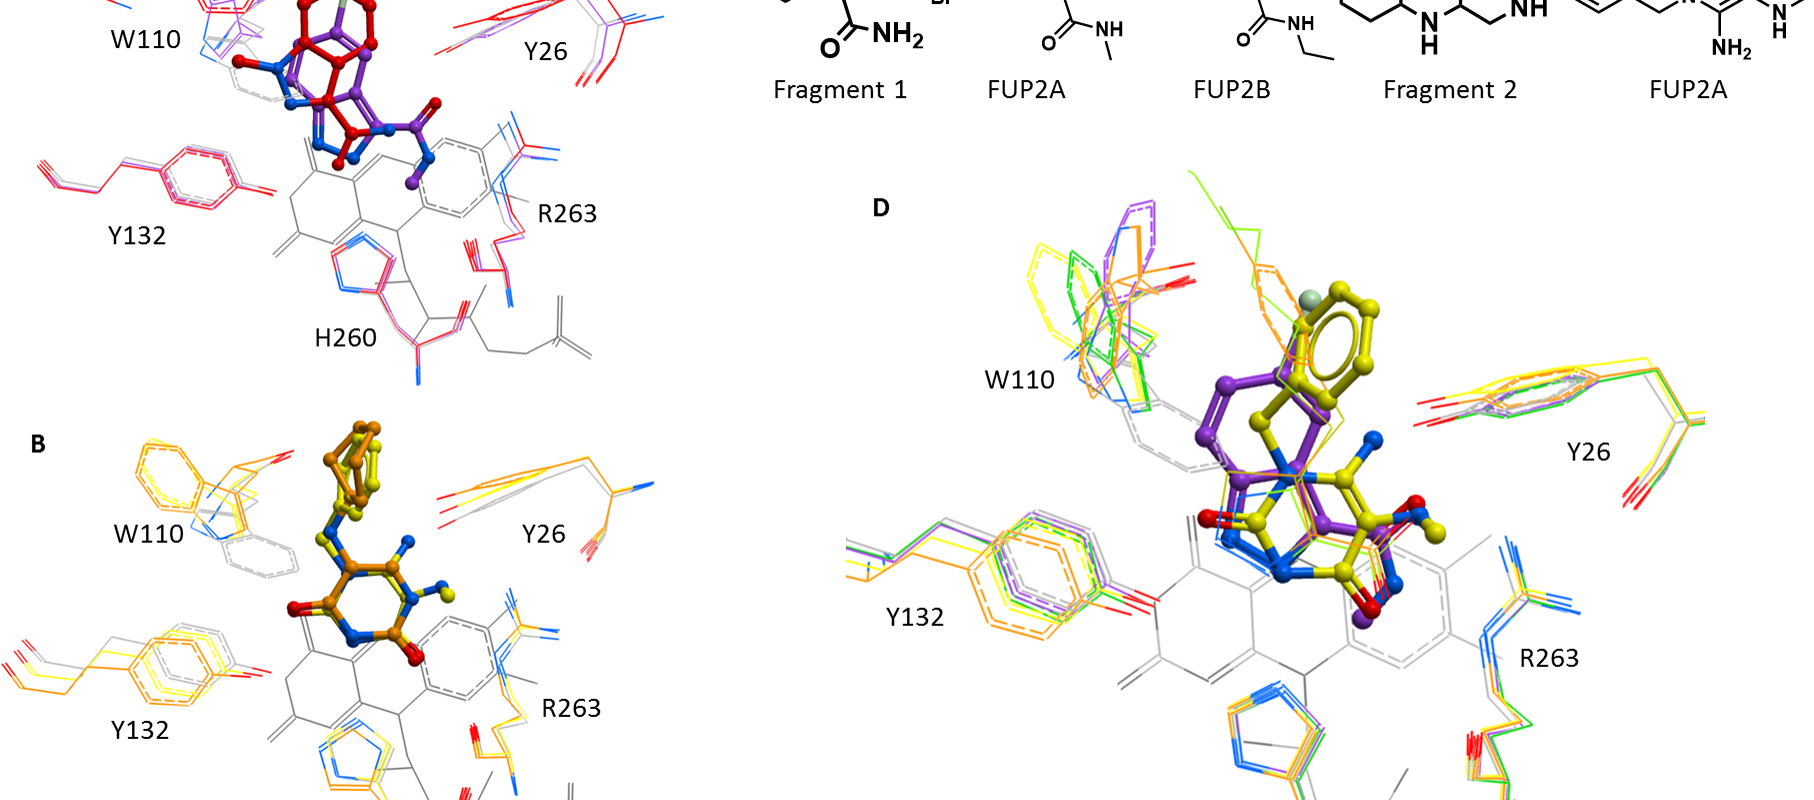 W110
Y26
Y132
R263
H260
Br
O
NH₂
Fragment 1
O
NH
FUP2A
O
NH
FUP2B
N
H
NH
Fragment 2
N
NH₂
N
H
FUP2A
B
W110
Y26
Y132
R263
D
W110
Y26
Y132
R263